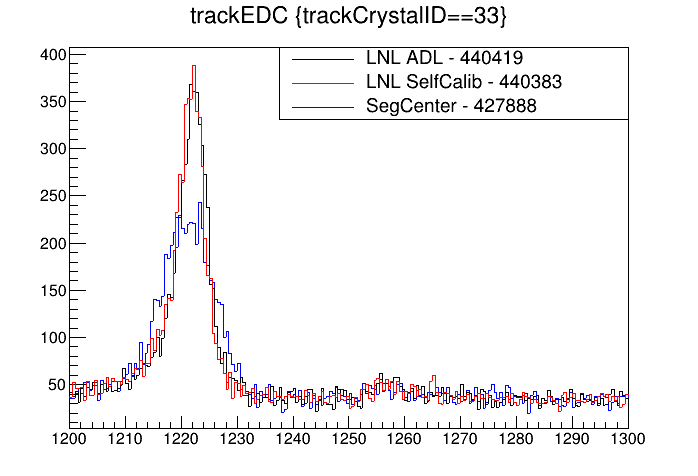 trackEDC {trackCrystalID==33}
LNL ADL - 440419
LNL SelfCalib - 440383
SegCenter - 427888
400
350
300
250
200
150
100
50
1200 1210 1220 1230 1240 1250 1260 1270 1280 1290 1300